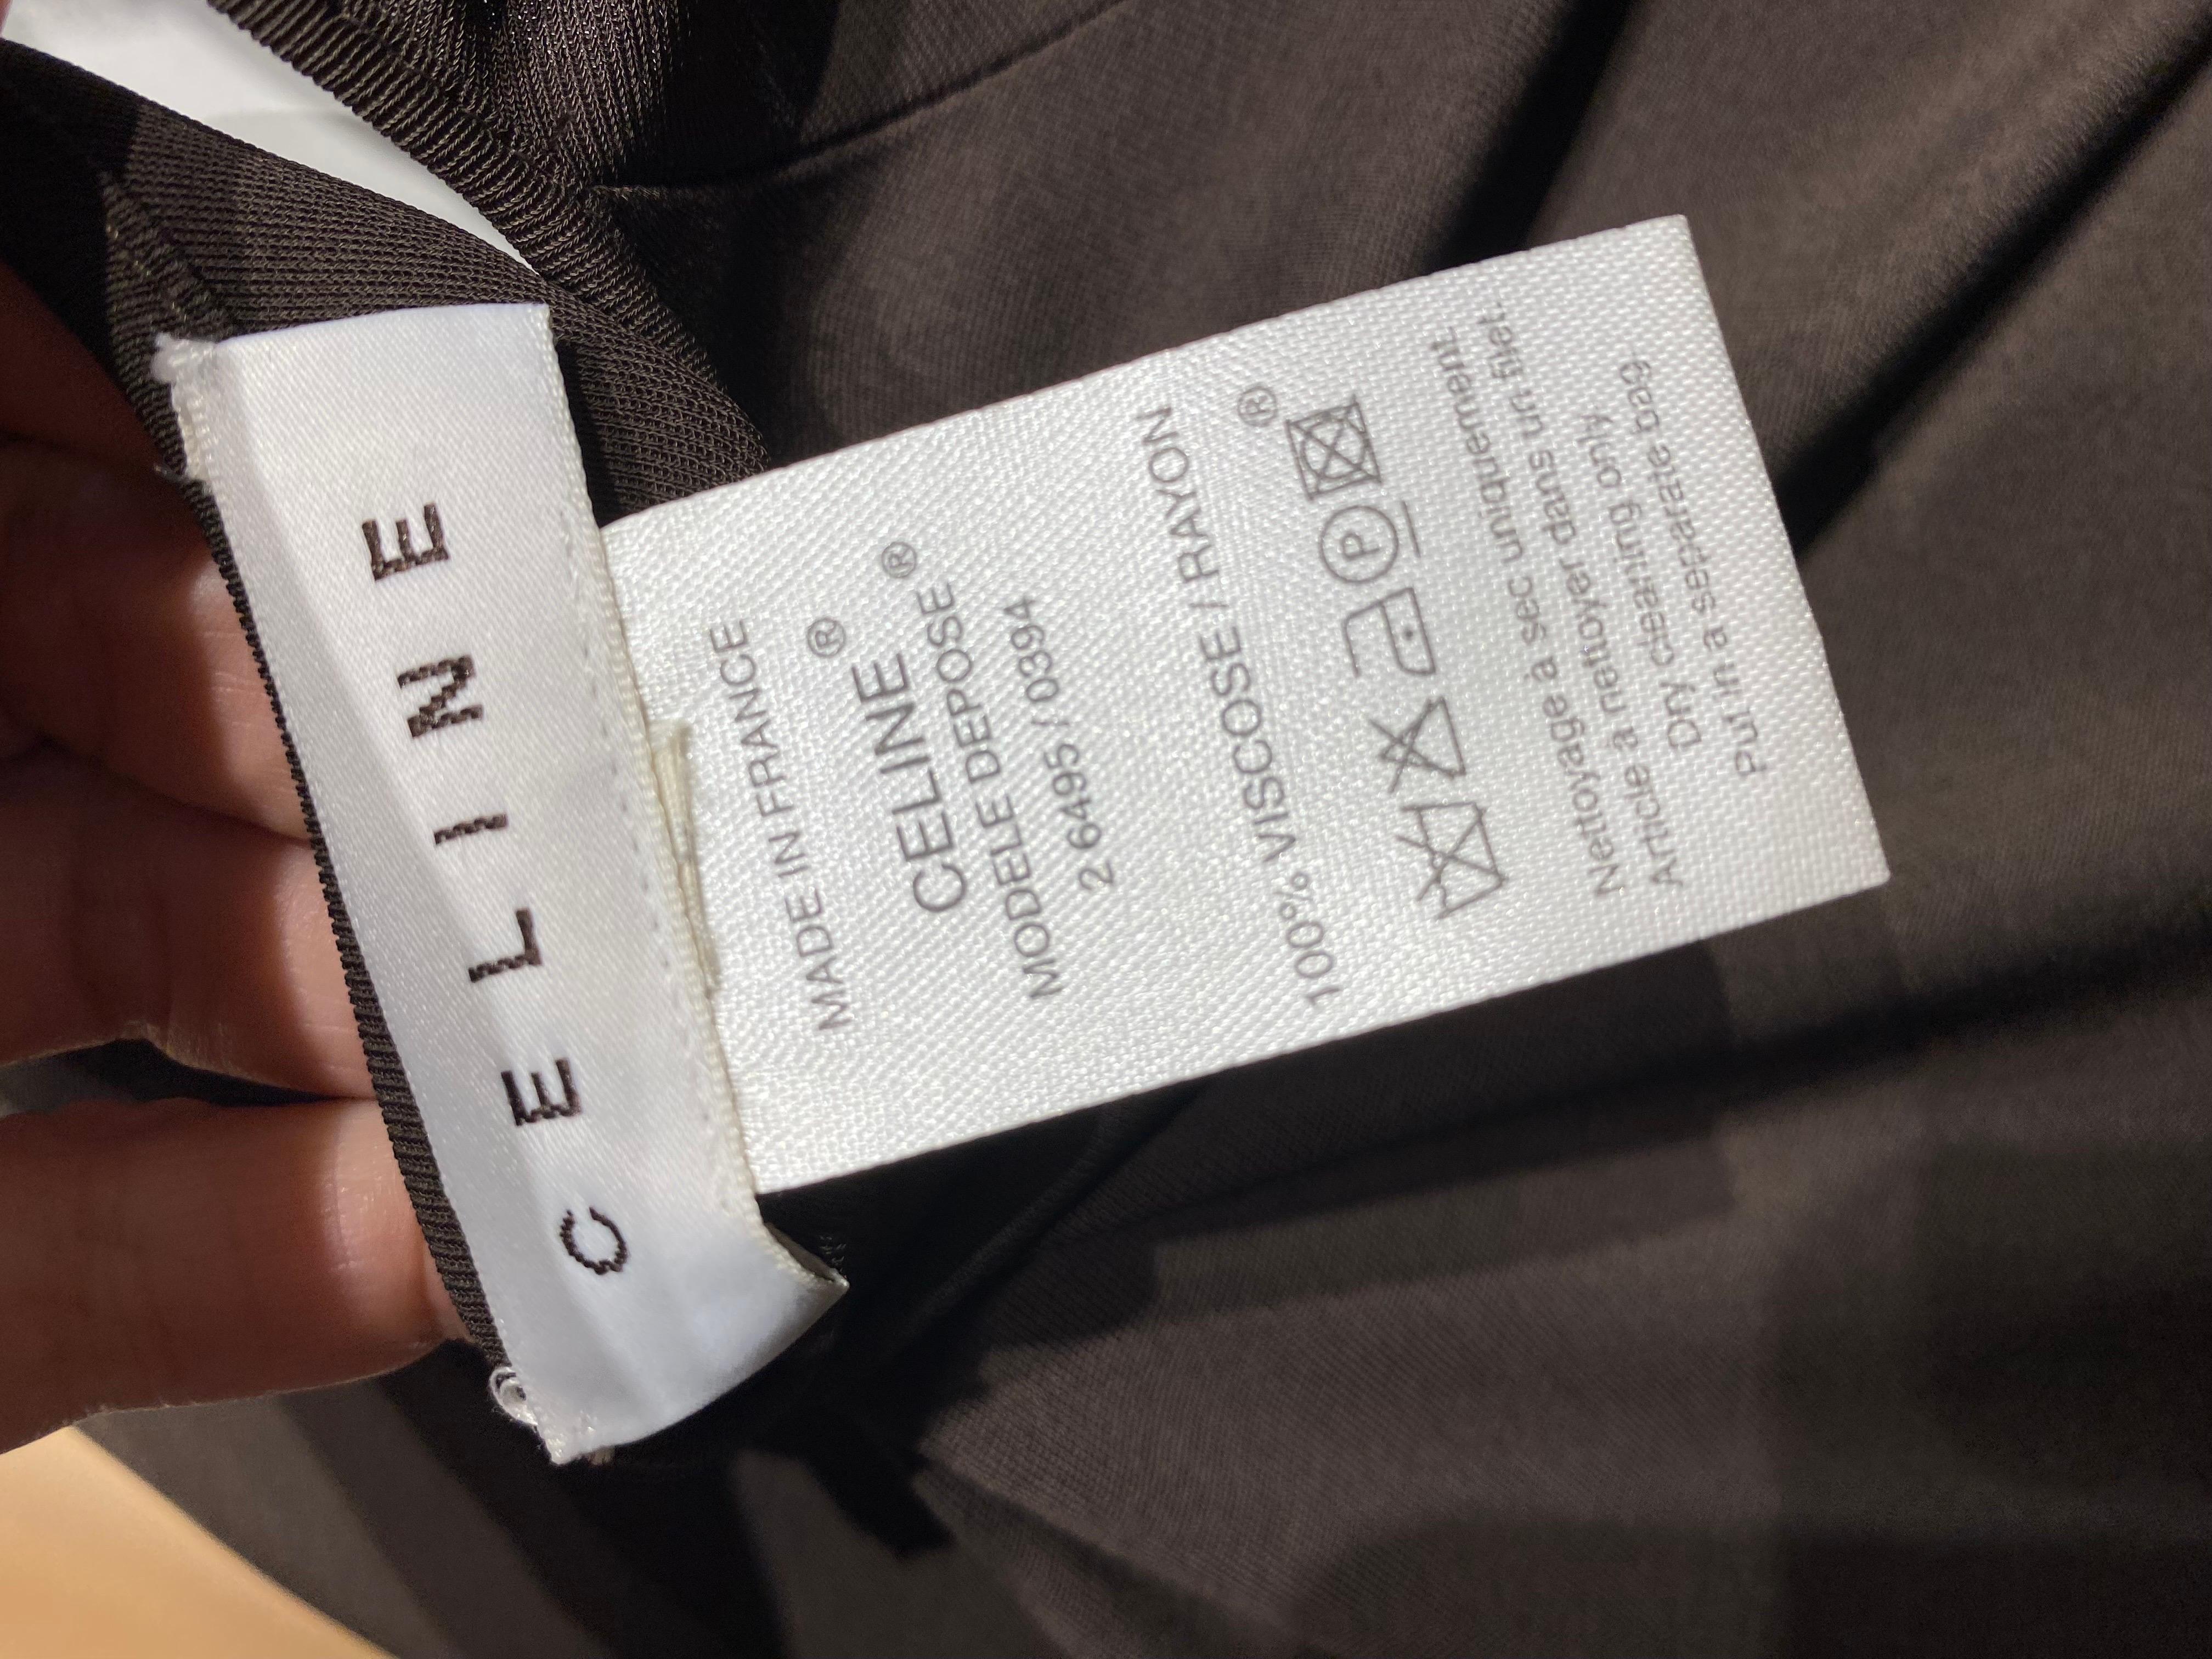 CELINE
MADE IN FRANCE
®
CELINE
MODELE DEPOSE ®
2 6495 / 0394
100% VISCOSE / RAYON
®
P
Nettoyage a sec uniquement.
Article a nettoyer dans un filet.
Dry cleaning only
Put in a separate bag